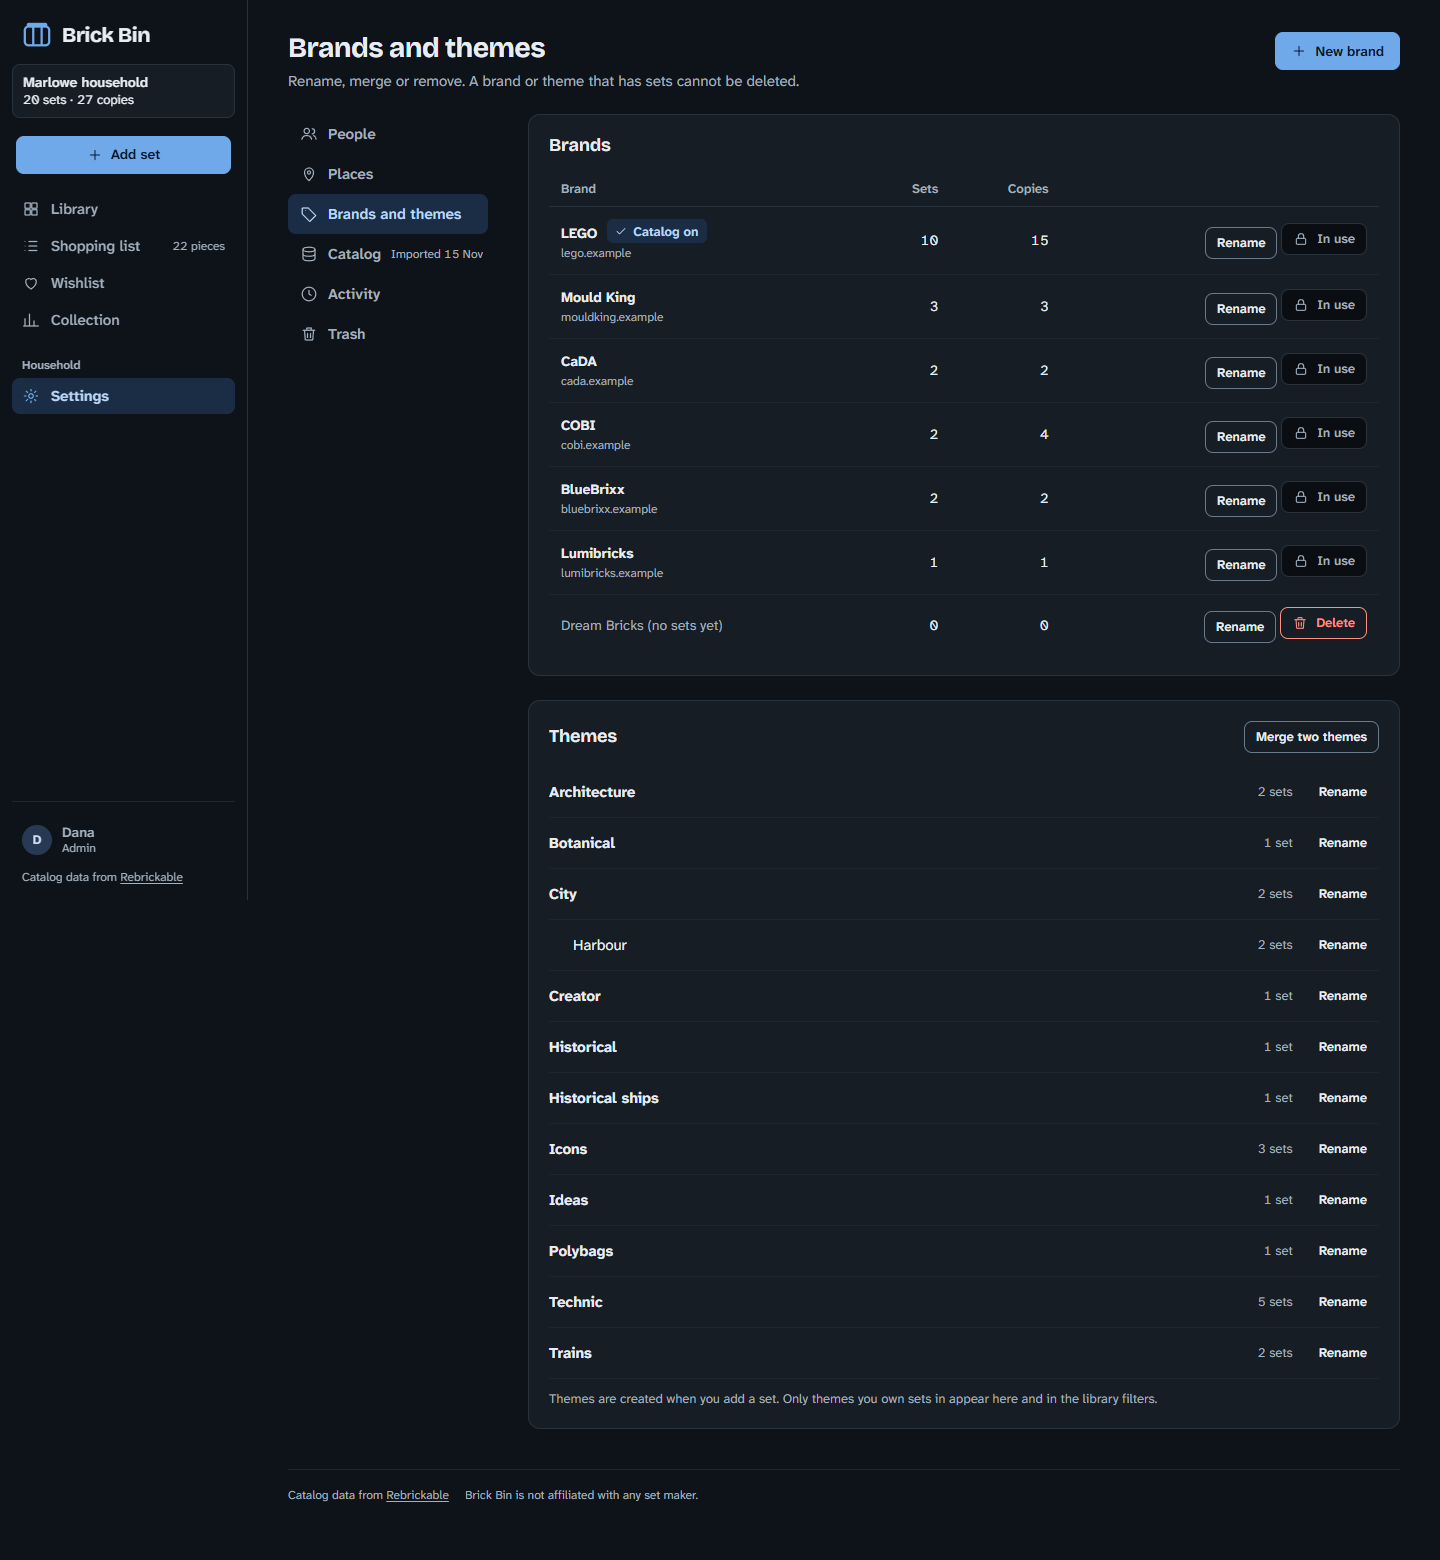 Brick Bin
Marlowe household
20 sets · 27 copies
Add set
Library
Shopping list 22 pieces
Wishlist
Collection
Household
Settings
Dana
D
Admin
Catalog data from Rebrickable
Brands and themes
Rename, merge or remove. A brand or theme that has sets cannot be deleted.
New brand
People
Places
Brands and themes
Catalog Imported 15 Nov
Activity
Trash
Brands
Brand Sets Copies
LEGO Catalog on
lego.example
10 15 Rename In use
Mould King
mouldking.example
3 3 Rename In use
CaDA
cada.example
2 2 Rename In use
COBI
cobi.example
2 4 Rename In use
BlueBrixx
bluebrixx.example
2 2 Rename In use
Lumibricks
lumibricks.example
1 1 Rename In use
Dream Bricks (no sets yet) 0 0 Rename Delete
Themes Merge two themes
Architecture 2 sets Rename
Botanical 1 set Rename
City 2 sets Rename
Harbour 2 sets Rename
Creator 1 set Rename
Historical 1 set Rename
Historical ships 1 set Rename
Icons 3 sets Rename
Ideas 1 set Rename
Polybags 1 set Rename
Technic 5 sets Rename
Trains 2 sets Rename
Themes are created when you add a set. Only themes you own sets in appear here and in the library filters.
Catalog data from Rebrickable Brick Bin is not affiliated with any set maker.